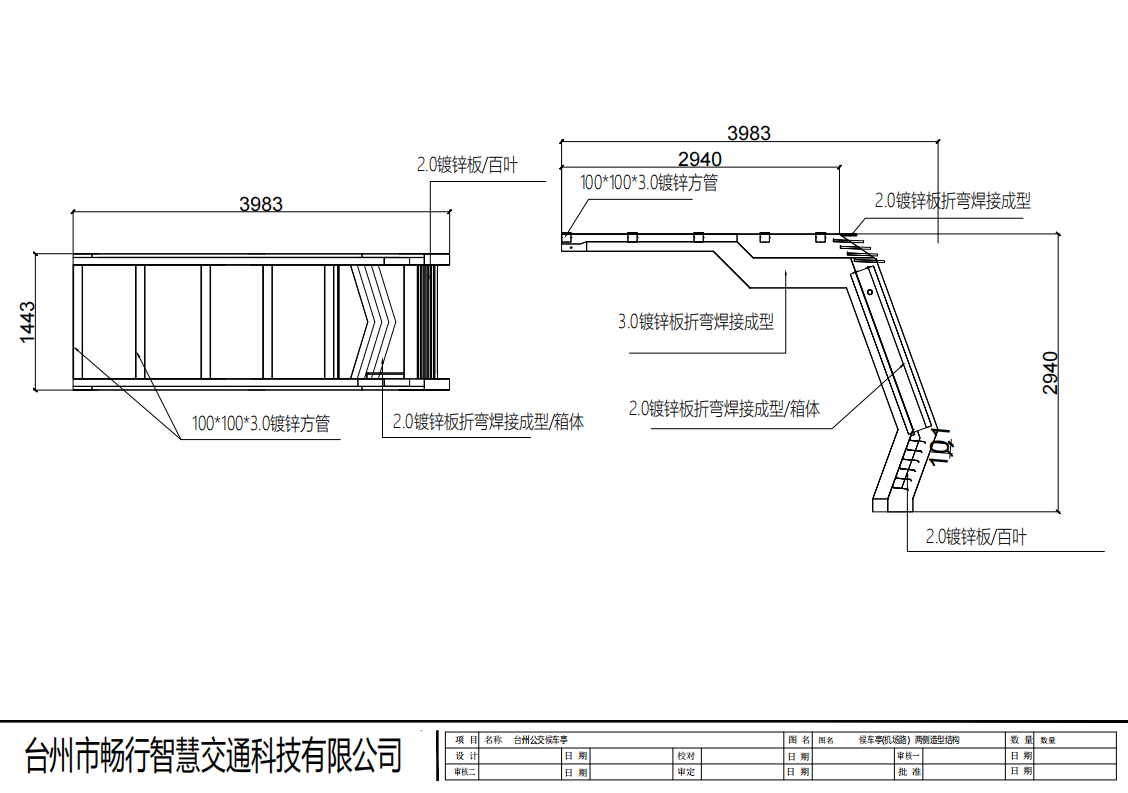 3983
2940
2.0镀锌板/百叶
100*100*3.0镀锌方管
2.0镀锌板折弯焊接成型
3983
1443
3.0镀锌板折弯焊接成型
2940
2.0镀锌板折弯焊接成型/箱体
100*100*3.0镀锌方管
2.0镀锌板折弯焊接成型/箱体
101
2.0镀锌板/百叶
台州市畅行智慧交通科技有限公司
项 目 名称 台州公交候车亭 图 名 图名 候车亭(机场路) 两侧造型结构 数 量 数量
设 计 日 期 校对 日 期 审核一 日 期
审核二 日 期 审定 日 期 批 准 日 期